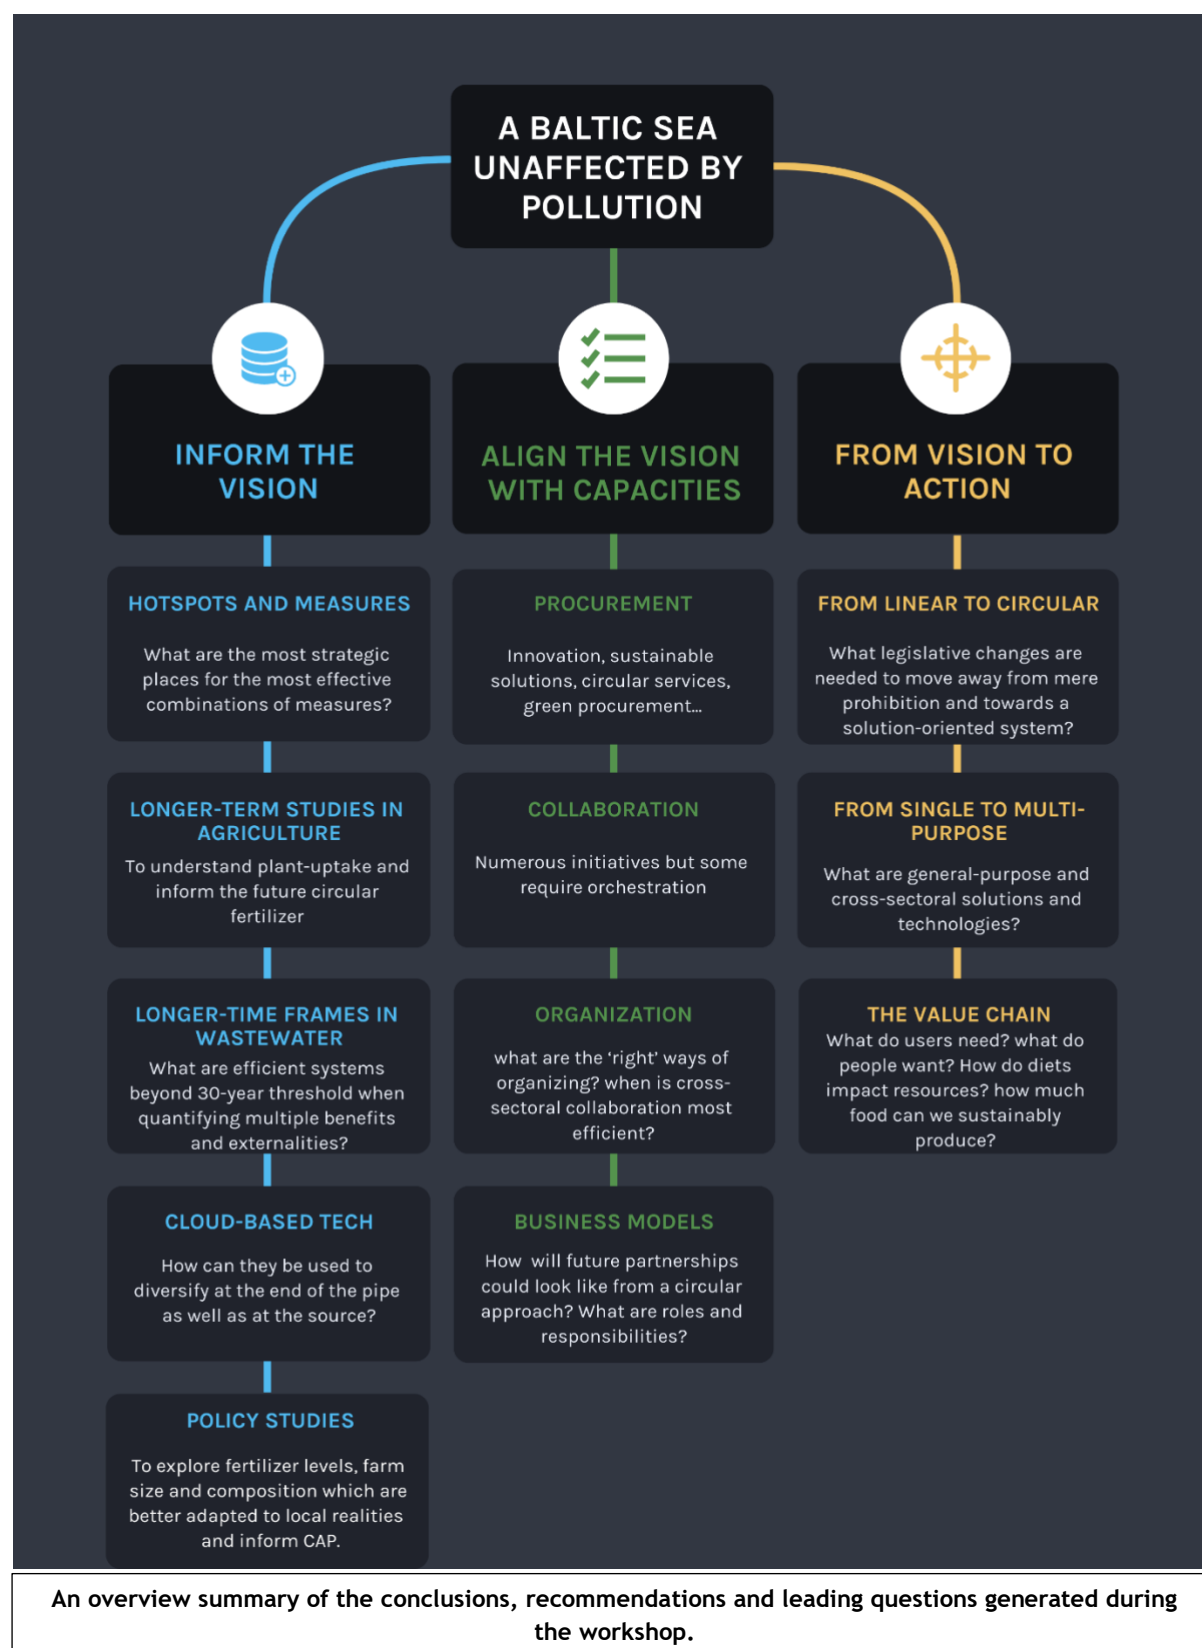 A BALTIC SEA
UNAFFECTED BY
POLLUTION
INFORM THE
VISION
HOTSPOTS AND MEASURES
What are the most strategic
places for the most effective
combinations of measures?
LONGER-TERM STUDIES IN
AGRICULTURE
To understand plant-uptake and
inform the future circular
fertilizer
LONGER-TIME FRAMES IN
WASTEWATER
What are efficient systems
beyond 30-year threshold when
quantifying multiple benefits
and externalities?
CLOUD-BASED TECH
How can they be used to
diversify at the end of the pipe
as well as at the source?
POLICY STUDIES
To explore fertilizer levels, farm
size and composition which are
better adapted to local realities
and inform CAP.
ALIGN THE VISION
WITH CAPACITIES
PROCUREMENT
Innovation, sustainable
solutions, circular services,
green procurement...
COLLABORATION
Numerous initiatives but some
require orchestration
ORGANIZATION
what are the ‘right’ ways of
organizing? when is cross-
sectoral collaboration most
efficient?
BUSINESS MODELS
How will future partnerships
could look like from a circular
approach? What are roles and
responsibilities?
FROM VISION TO
ACTION
FROM LINEAR TO CIRCULAR
What legislative changes are
needed to move away from mere
prohibition and towards a
solution-oriented system?
FROM SINGLE TO MULTI-
PURPOSE
What are general-purpose and
cross-sectoral solutions and
technologies?
THE VALUE CHAIN
What do users need? what do
people want? How do diets
impact resources? how much
food can we sustainably
produce?
An overview summary of the conclusions, recommendations and leading questions generated during
the workshop.